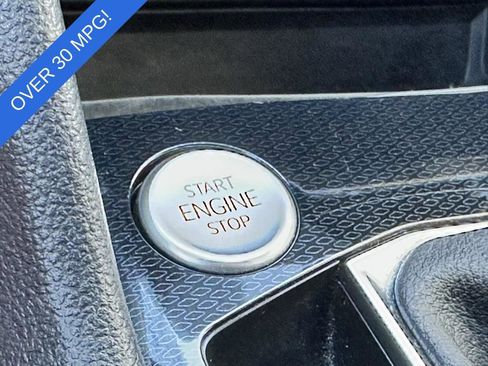 OVER 30 MPG!
START
ENGINE
STOP